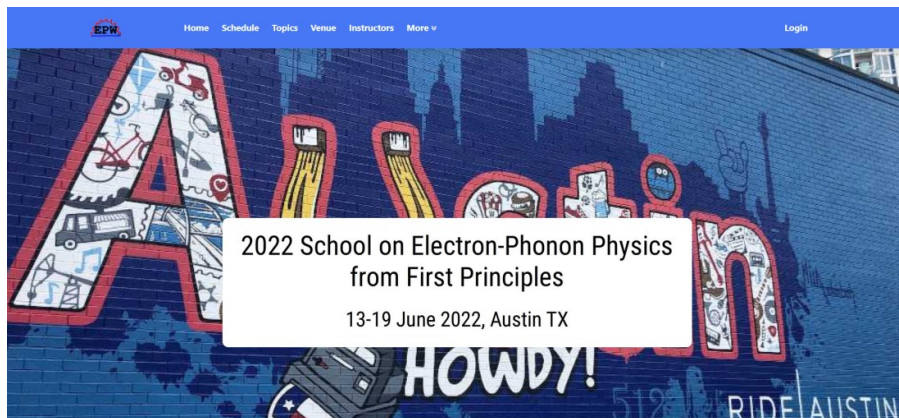 EPW
Home Schedule Topics Venue Instructors More
Login
Austin
2022 School on Electron-Phonon Physics
from First Principles
13-19 June 2022, Austin TX
HOWDY!
512
RIDE AUSTIN